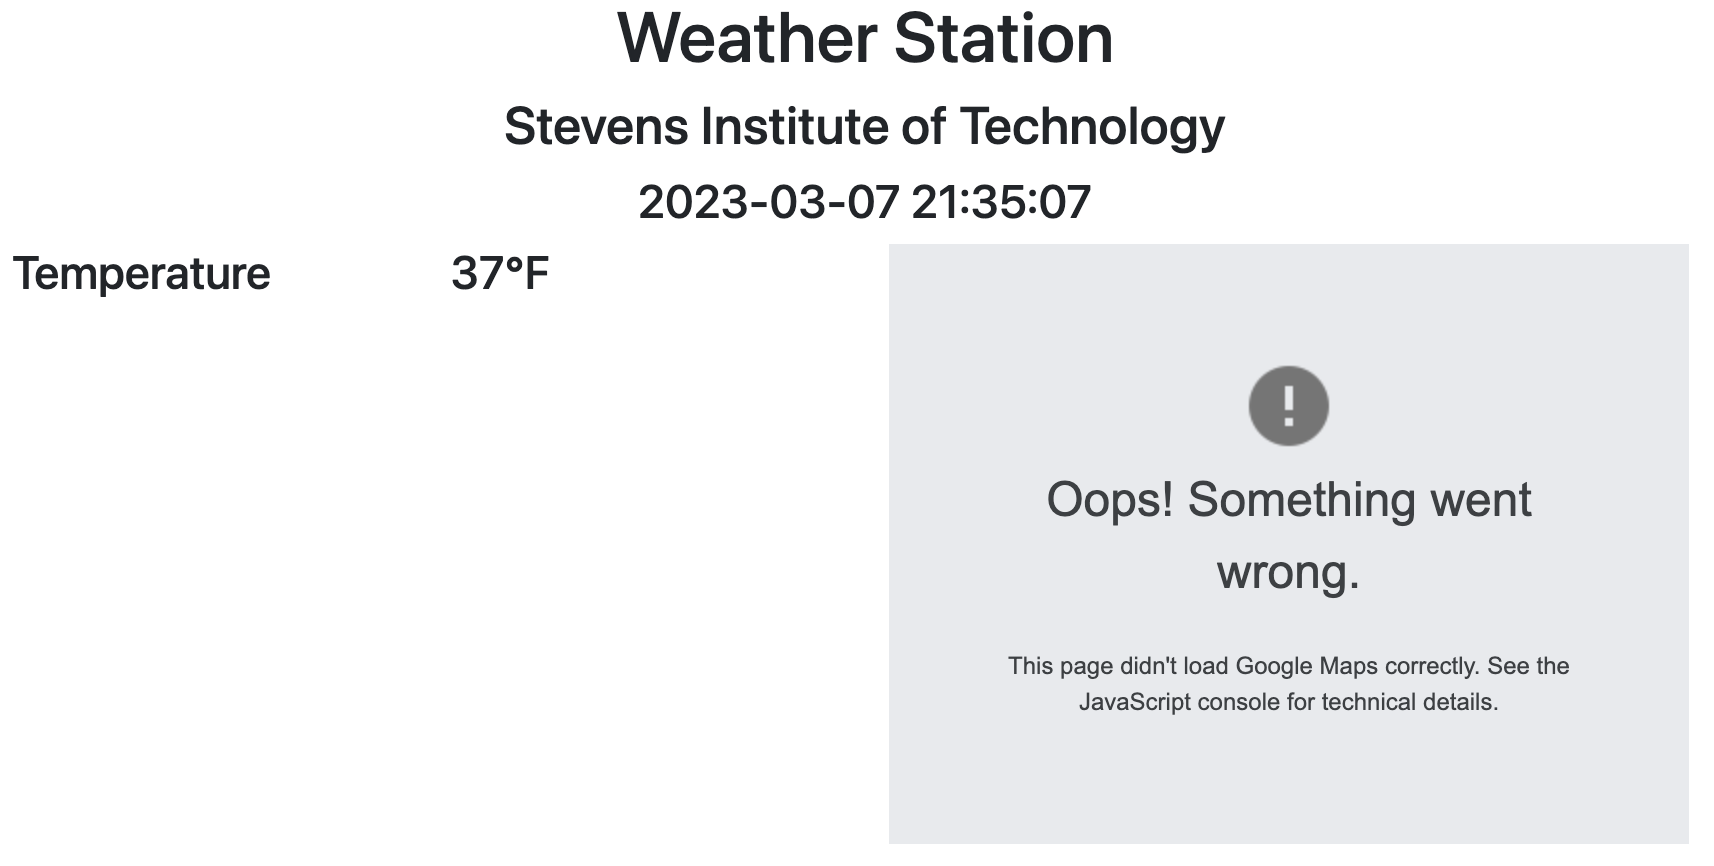 Weather Station
Stevens Institute of Technology
2023-03-07 21:35:07
Temperature 37°F
!
Oops! Something went
wrong.
This page didn't load Google Maps correctly. See the
JavaScript console for technical details.